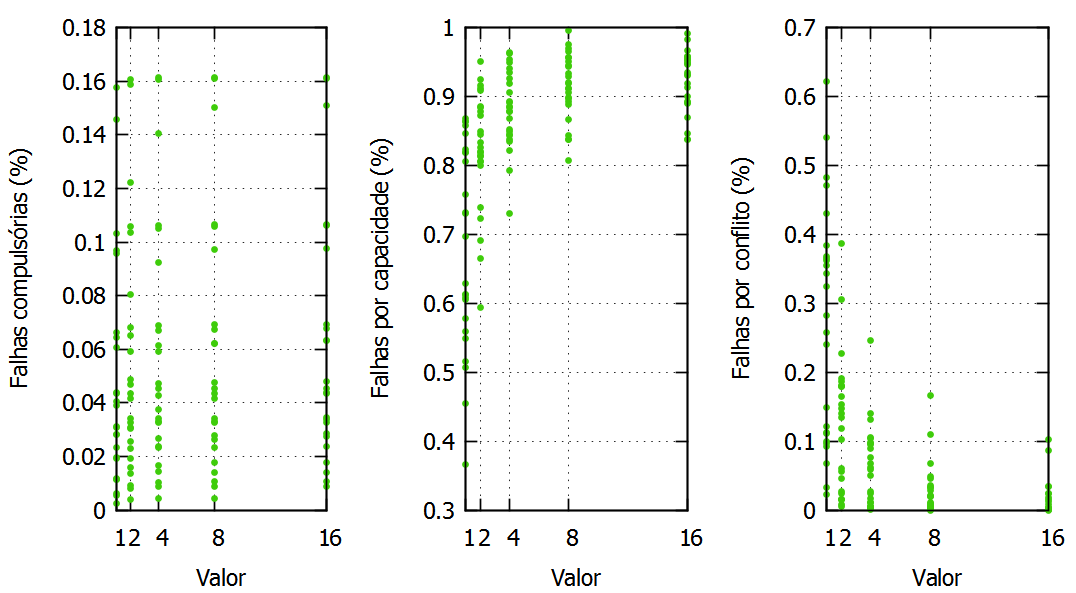 Falhas compulsórias (%)
0.18
0.16
0.14
0.12
0.1
0.08
0.06
0.04
0.02
0
1 2 4 8 16
Valor
Falhas por capacidade (%)
1
0.9
0.8
0.7
0.6
0.5
0.4
0.3
1 2 4 8 16
Valor
Falhas por conflito (%)
0.7
0.6
0.5
0.4
0.3
0.2
0.1
0
1 2 4 8 16
Valor